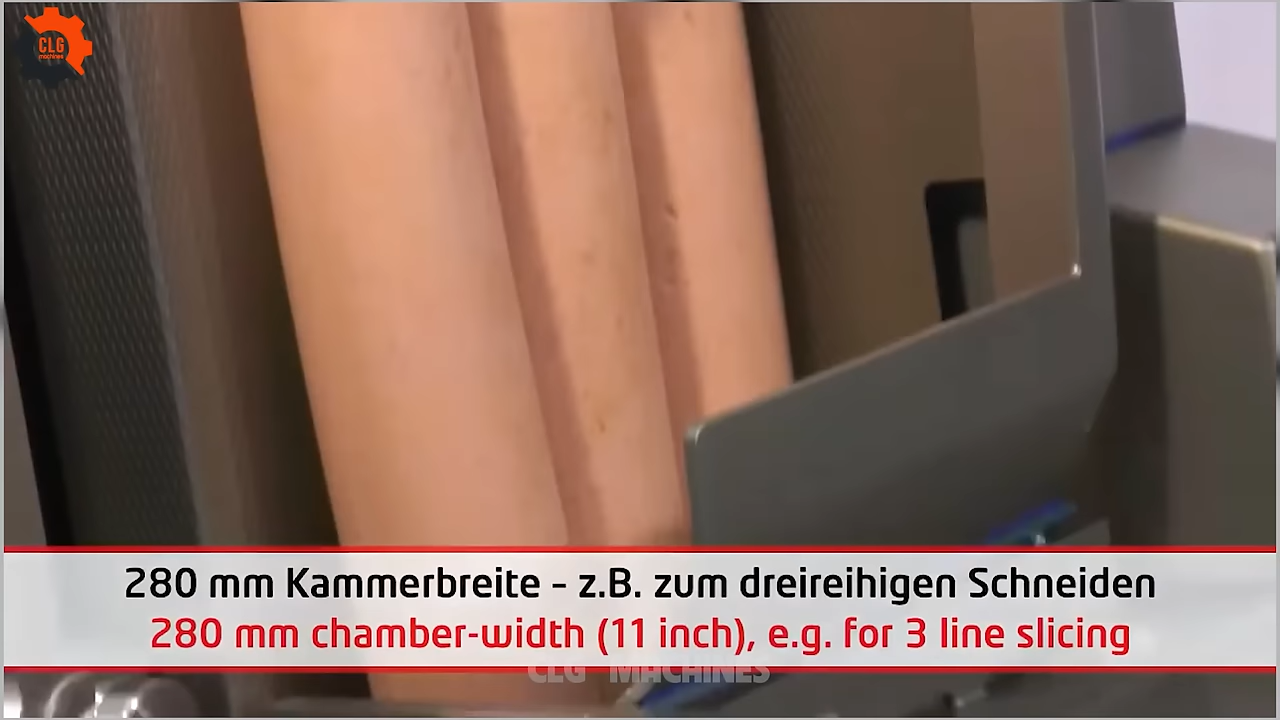 CLG
machines
280 mm Kammerbreite - z.B. zum dreireihigen Schneiden
280 mm chamber-width (11 inch), e.g. for 3 line slicing
CLG MACHINES